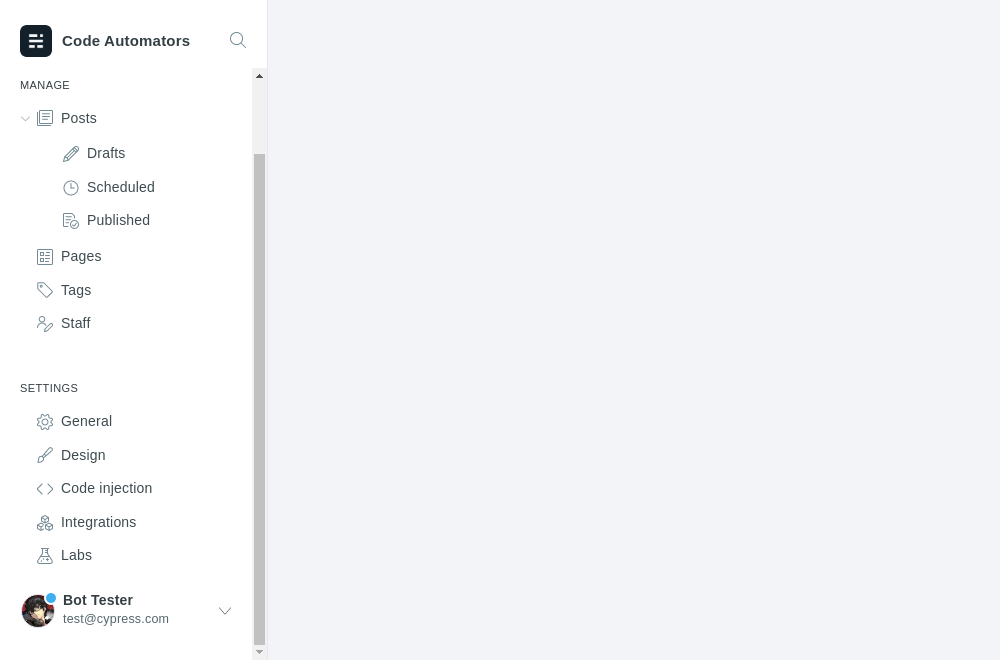 Code Automators
MANAGE
Posts
Drafts
Scheduled
Published
Pages
Tags
Staff
SETTINGS
General
Design
Code injection
Integrations
Labs
Bot Tester
test@cypress.com